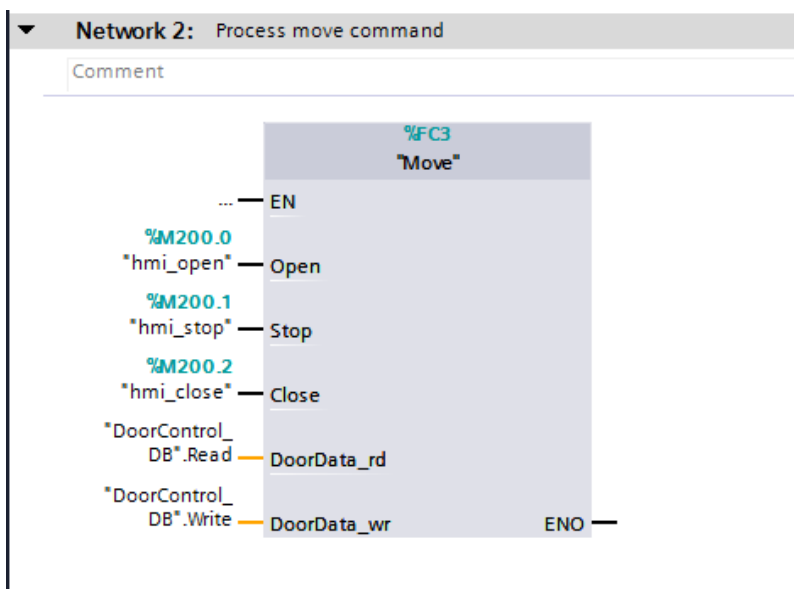 Network 2: Process move command
Comment
%FC3
"Move"
... EN
%M200.0
"hmi_open" Open
%M200.1
"hmi_stop" Stop
%M200.2
"hmi_close" Close
"DoorControl_
DB".Read DoorData_rd
"DoorControl_
DB".Write DoorData_wr ENO